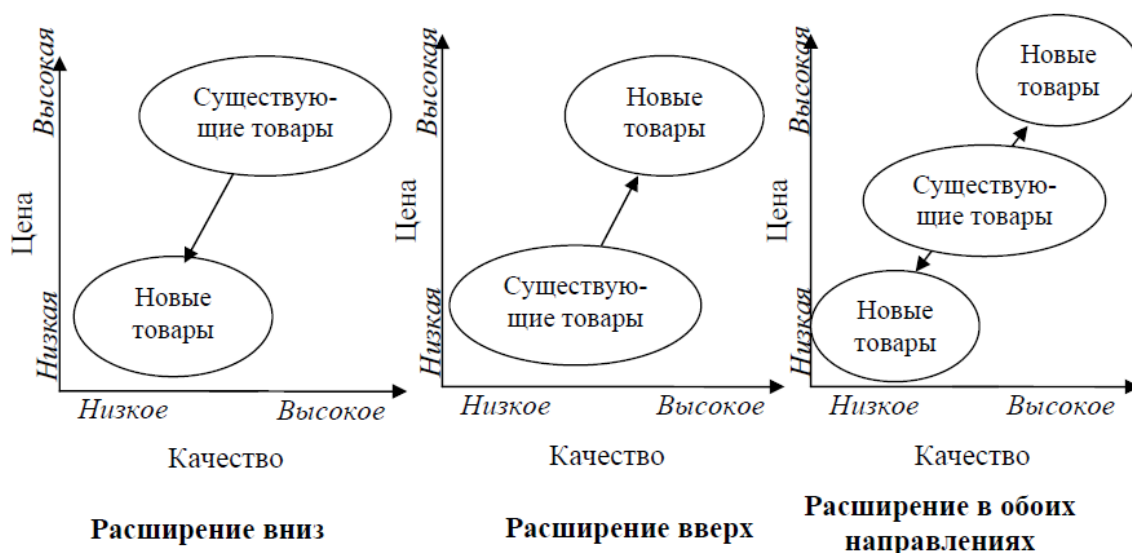 Высокая
Существую-
щие товары
Цена
Новые
товары
Низкая
Низкое
Высокое
Качество
Расширение вниз
Высокая
Новые
товары
Цена
Существую-
щие товары
Низкая
Низкое
Высокое
Качество
Расширение вверх
Высокая
Новые
товары
Существую-
щие товары
Цена
Новые
товары
Низкая
Низкое
Высокое
Качество
Расширение в обоих
направлениях